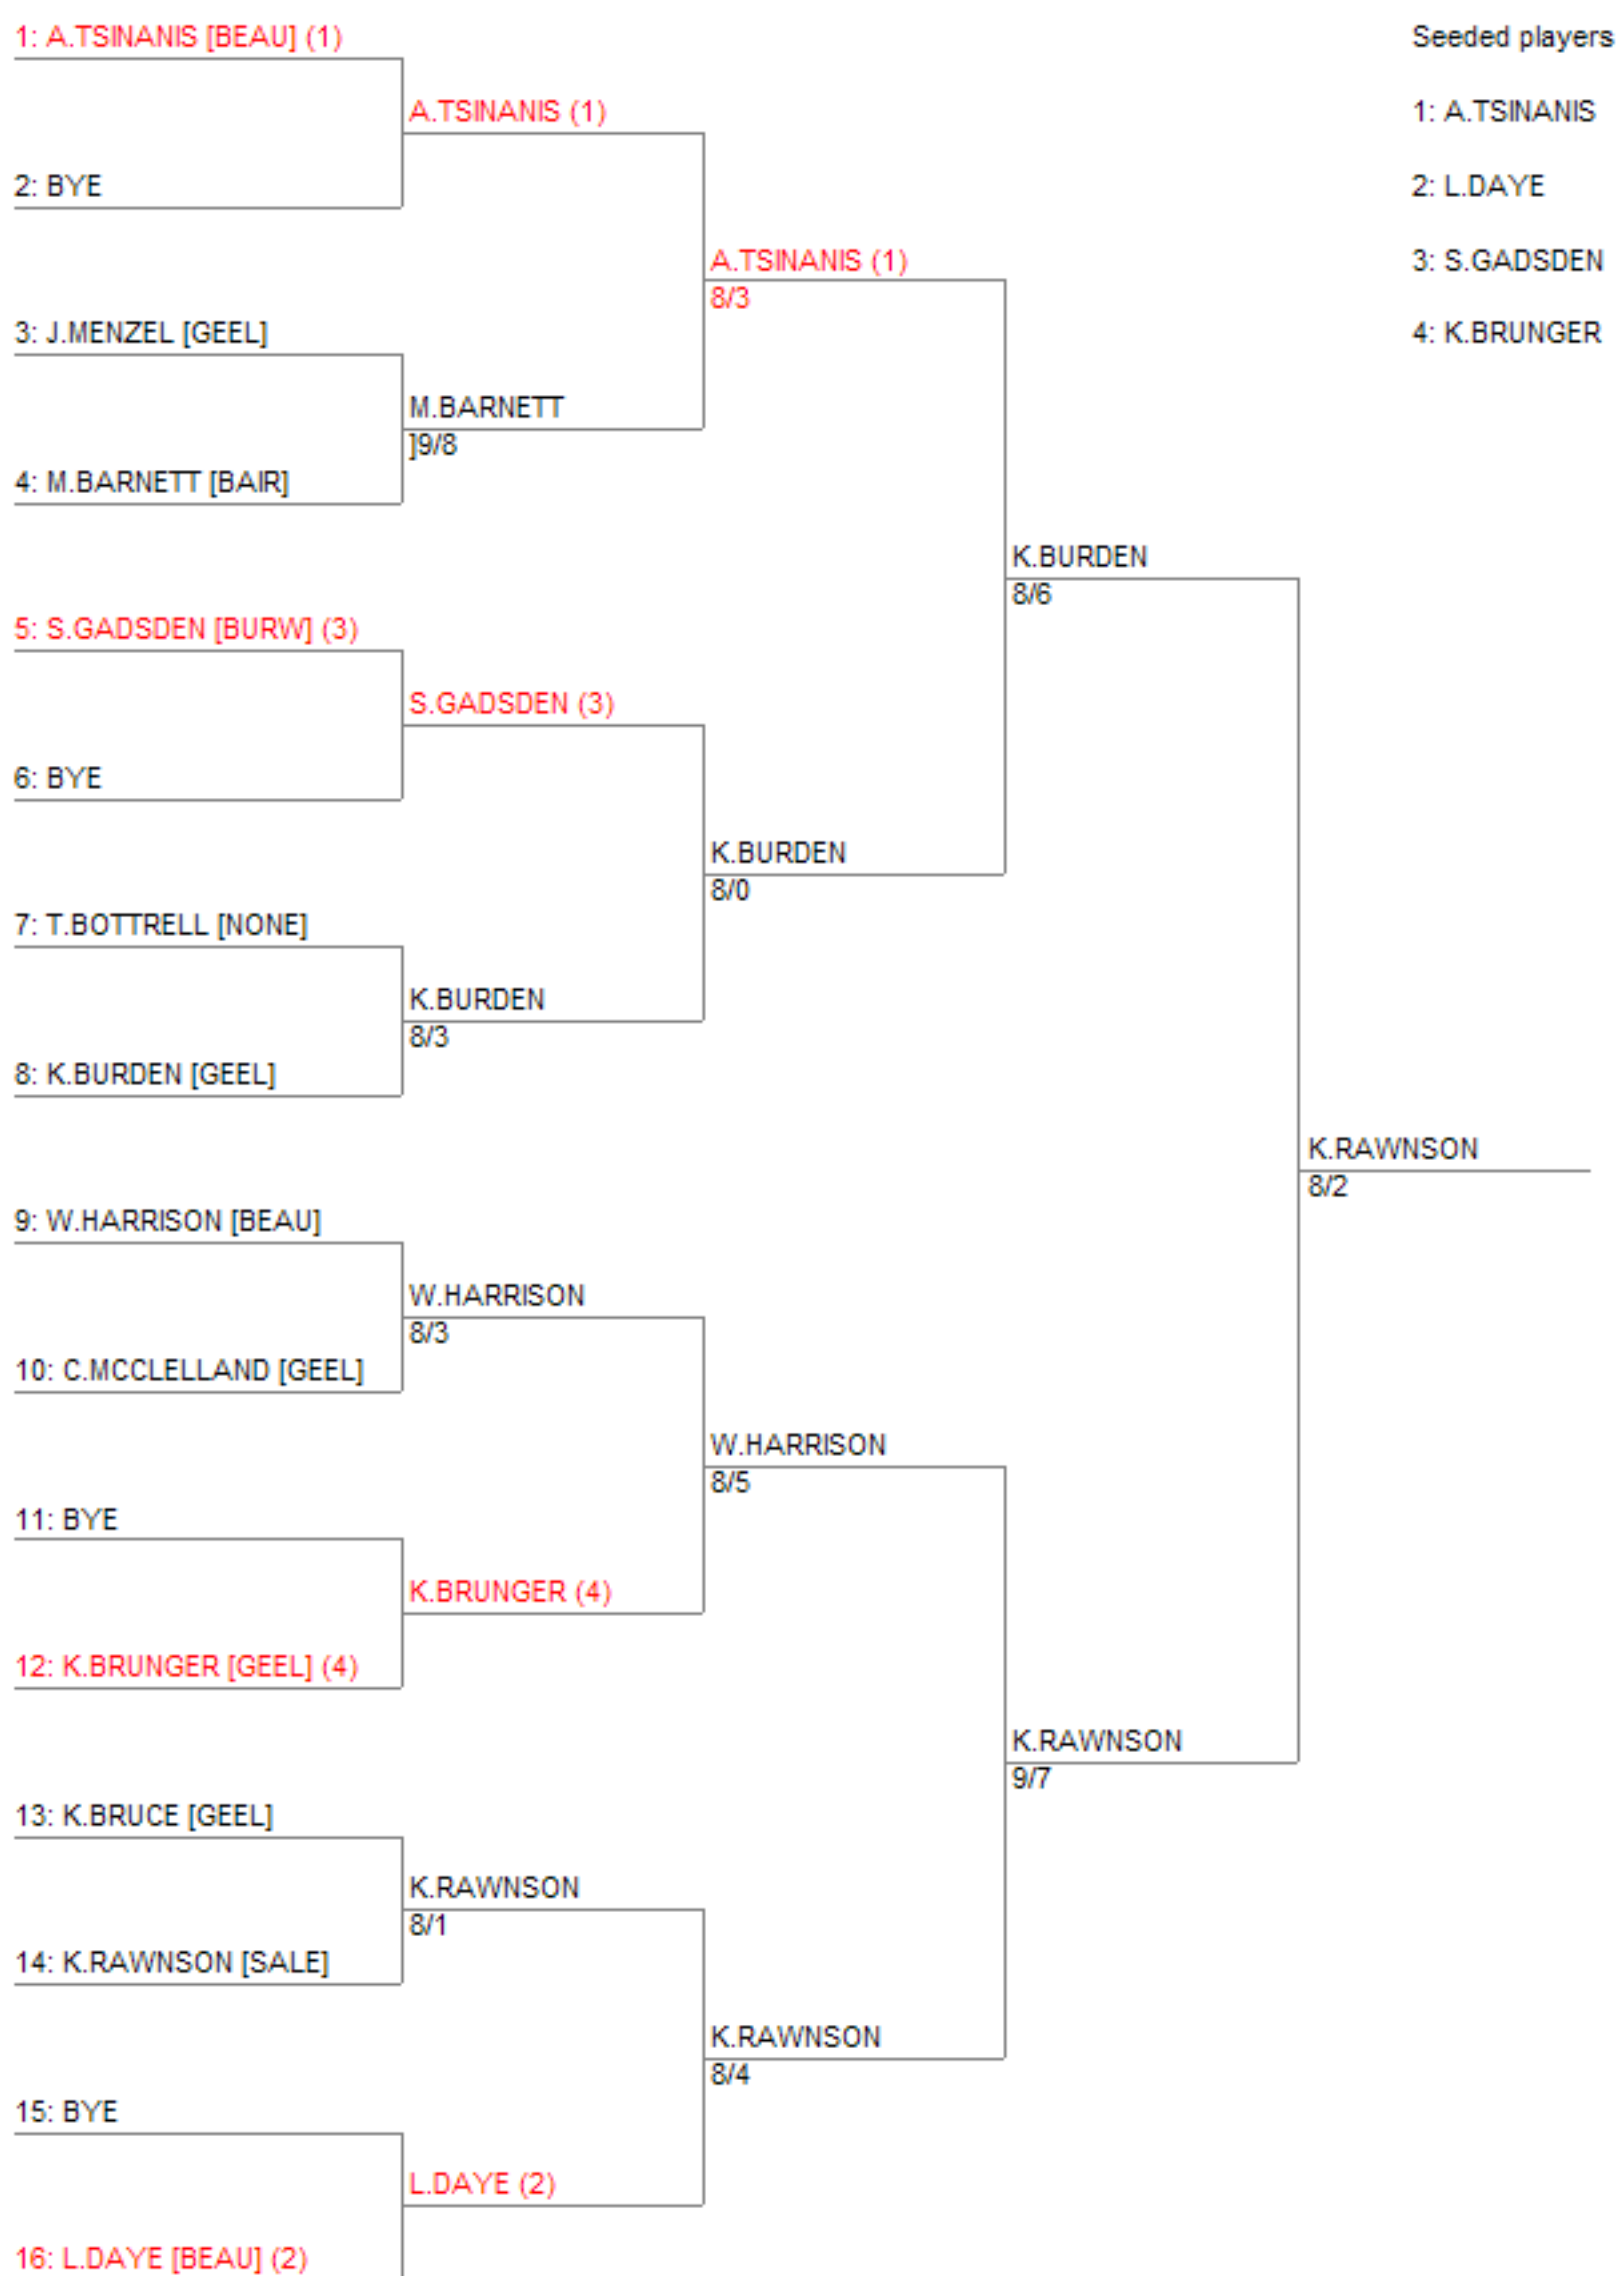 1: A.TSINANIS [BEAU] (1)
2: BYE
3: J.MENZEL [GEEL]
4: M.BARNETT [BAIR]
5: S.GADSDEN [BURW] (3)
6: BYE
7: T.BOTTRELL [NONE]
8: K.BURDEN [GEEL]
9: W.HARRISON [BEAU]
10: C.MCCLELLAND [GEEL]
11: BYE
12: K.BRUNGER [GEEL] (4)
13: K.BRUCE [GEEL]
14: K.RAWNSON [SALE]
15: BYE
16: L.DAYE [BEAU] (2)
A.TSINANIS (1)
M.BARNETT
]9/8
S.GADSDEN (3)
K.BURDEN
8/3
W.HARRISON
8/3
K.BRUNGER (4)
K.RAWNSON
8/1
L.DAYE (2)
A.TSINANIS (1)
8/3
K.BURDEN
8/0
W.HARRISON
8/5
K.RAWNSON
8/4
K.BURDEN
8/6
K.RAWNSON
9/7
K.RAWNSON
8/2
Seeded players
1: A.TSINANIS
2: L.DAYE
3: S.GADSDEN
4: K.BRUNGER